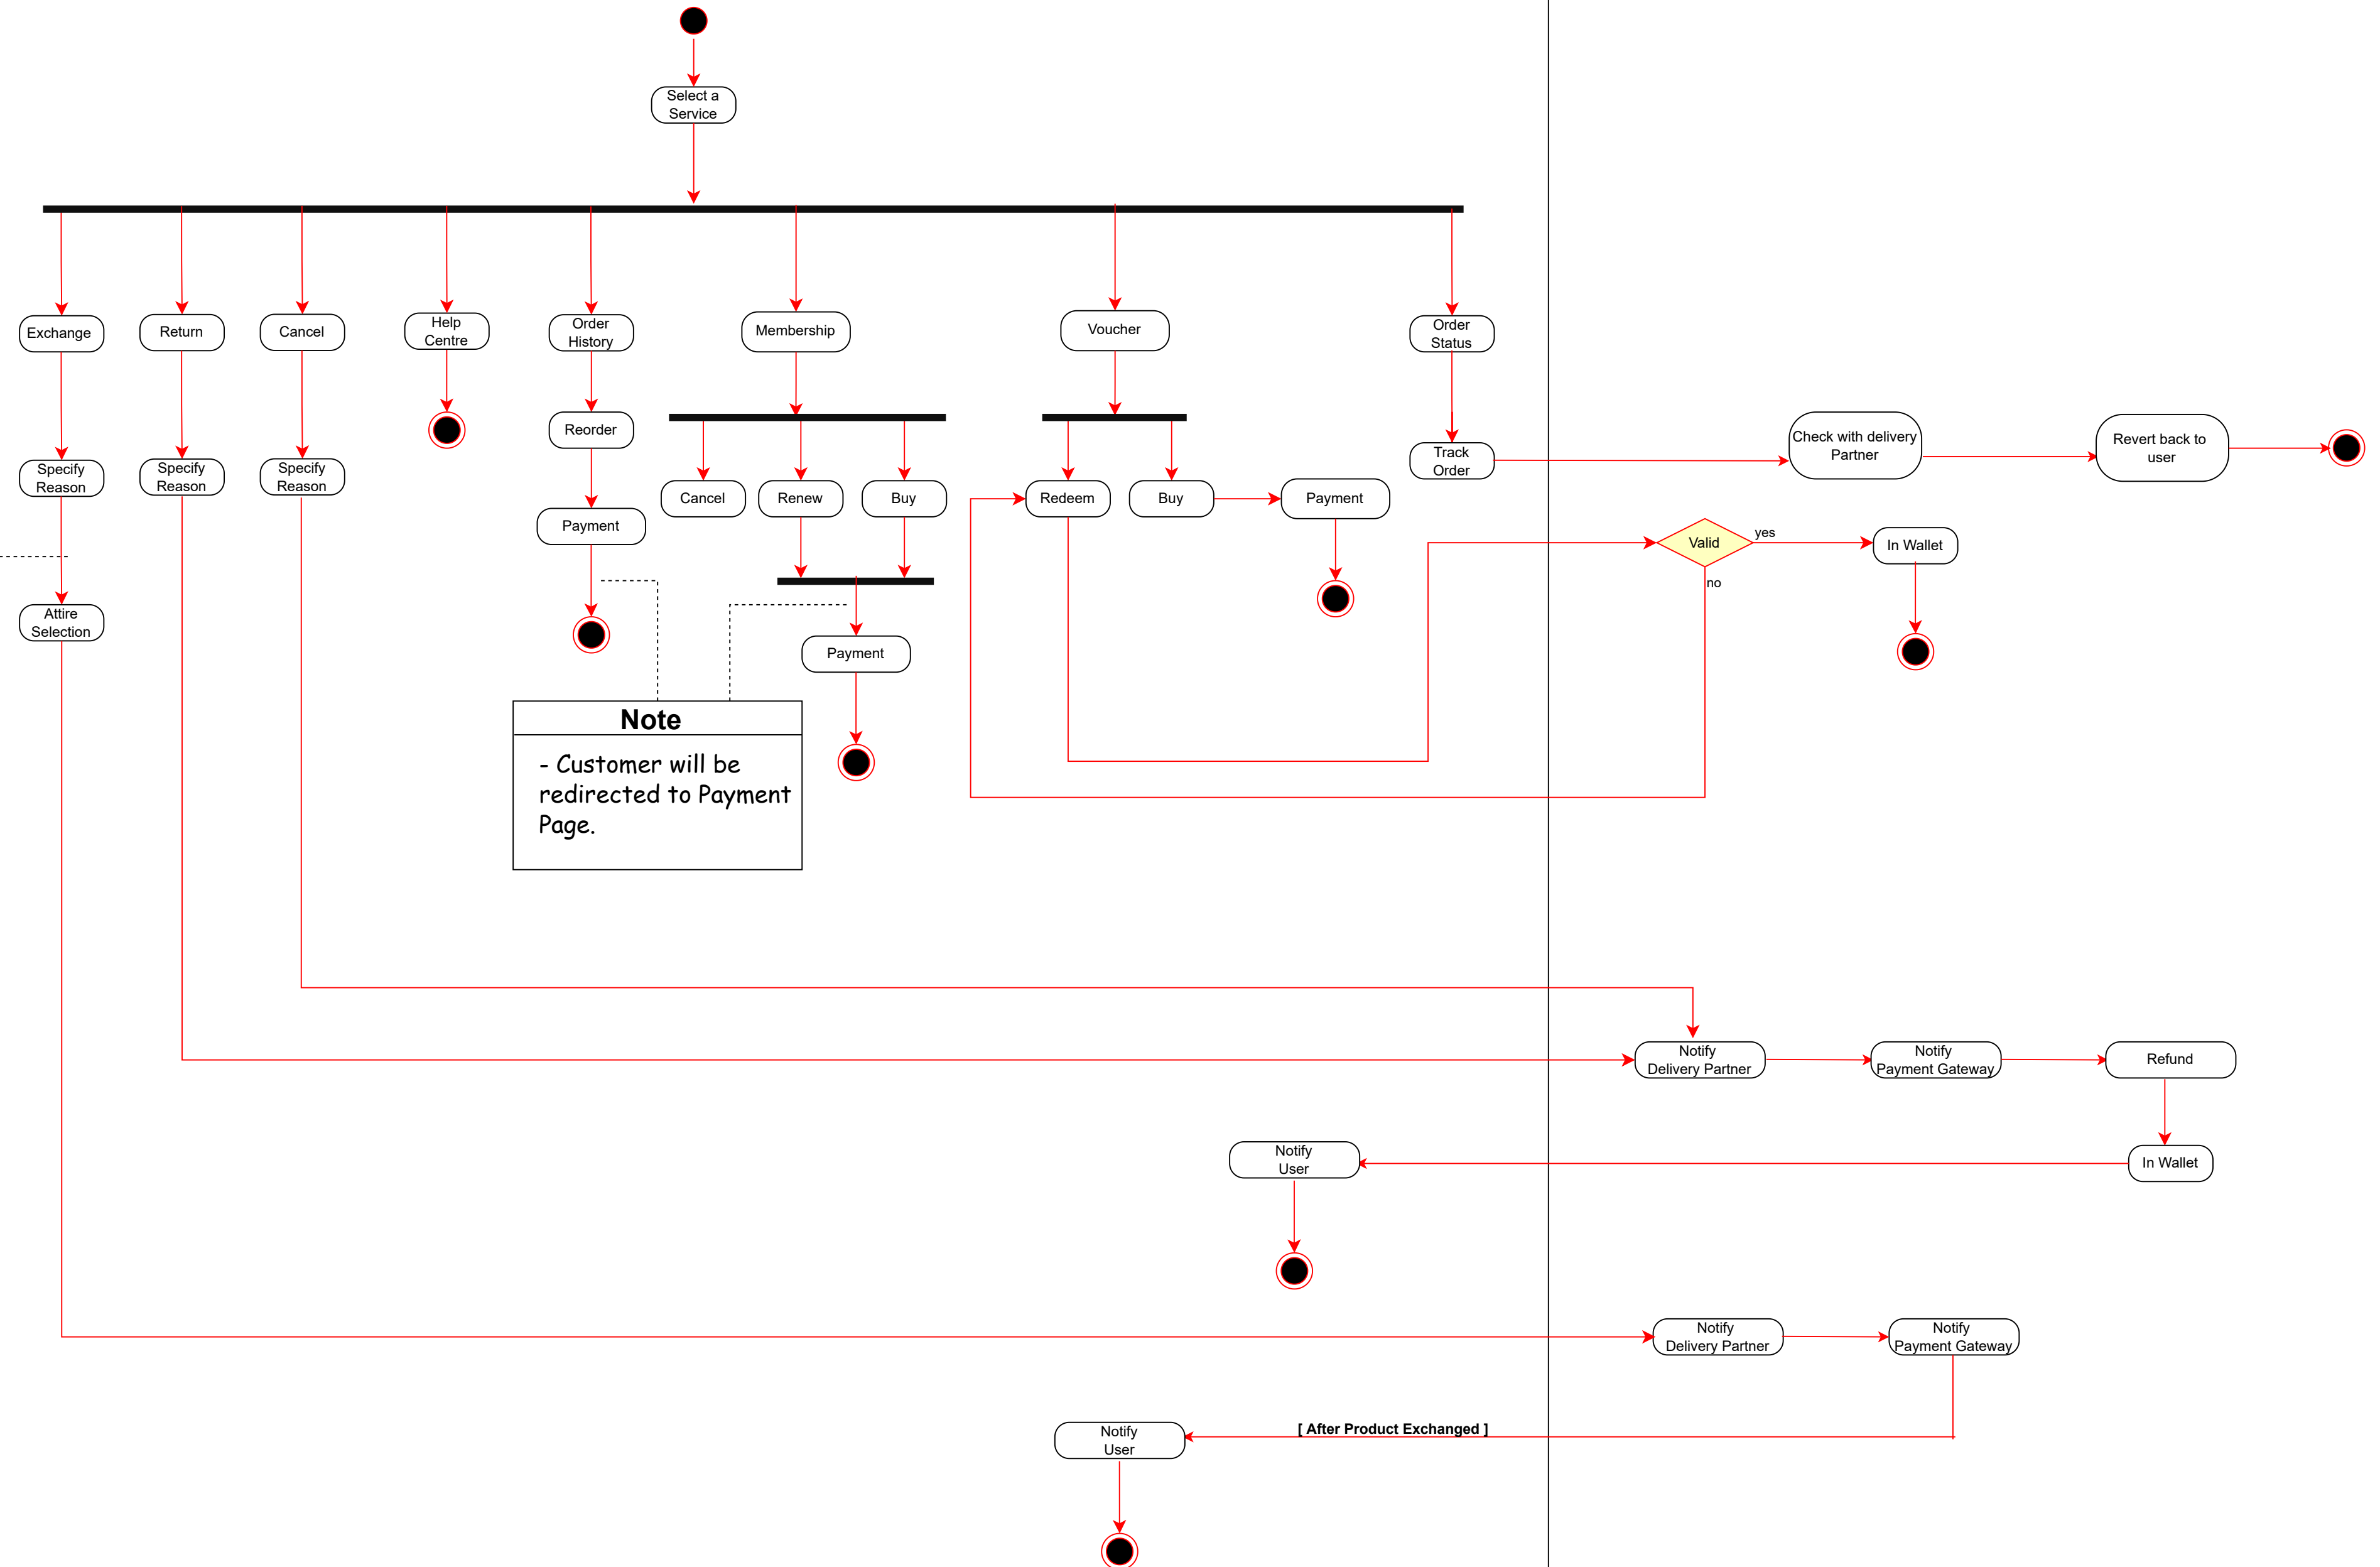 Select a
Service
Exchange
Return
Cancel
Help
Centre
Order
History
Membership
Voucher
Order
Status
Specify
Reason
Specify
Reason
Specify
Reason
Reorder
Payment
Cancel
Renew
Buy
Redeem
Buy
Payment
Track
Order
Check with delivery
Partner
Revert back to
user
Valid
yes
no
In Wallet
Attire
Selection
Payment
Note
- Customer will be
redirected to Payment
Page.
Notify
Delivery Partner
Notify
Payment Gateway
Refund
In Wallet
Notify
User
Notify
Delivery Partner
Notify
Payment Gateway
[ After Product Exchanged ]
Notify
User